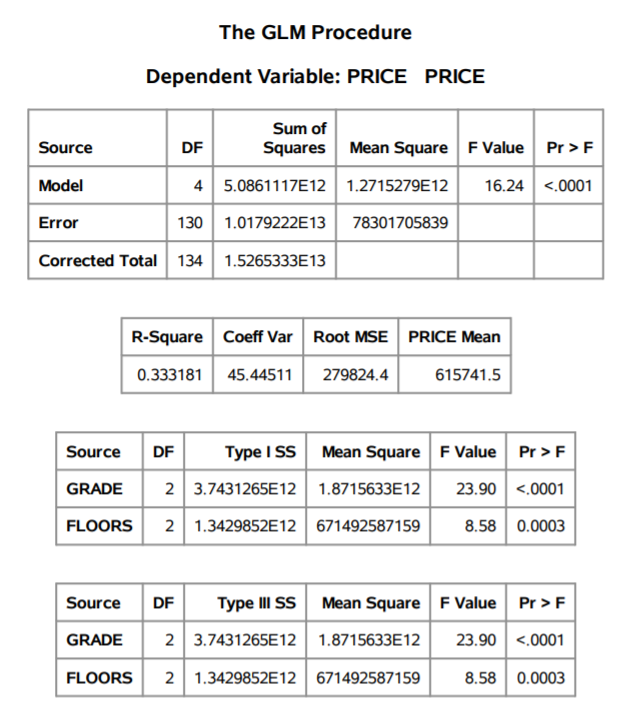 The GLM Procedure
Dependent Variable: PRICE PRICE
Source DF Sum of Squares Mean Square F Value Pr > F
Model 4 5.0861117E12 1.2715279E12 16.24 <.0001
Error 130 1.0179222E13 78301705839
Corrected Total 134 1.5265333E13
R-Square Coeff Var Root MSE PRICE Mean
0.333181 45.44511 279824.4 615741.5
Source DF Type I SS Mean Square F Value Pr > F
GRADE 2 3.7431265E12 1.8715633E12 23.90 <.0001
FLOORS 2 1.3429852E12 671492587159 8.58 0.0003
Source DF Type III SS Mean Square F Value Pr > F
GRADE 2 3.7431265E12 1.8715633E12 23.90 <.0001
FLOORS 2 1.3429852E12 671492587159 8.58 0.0003